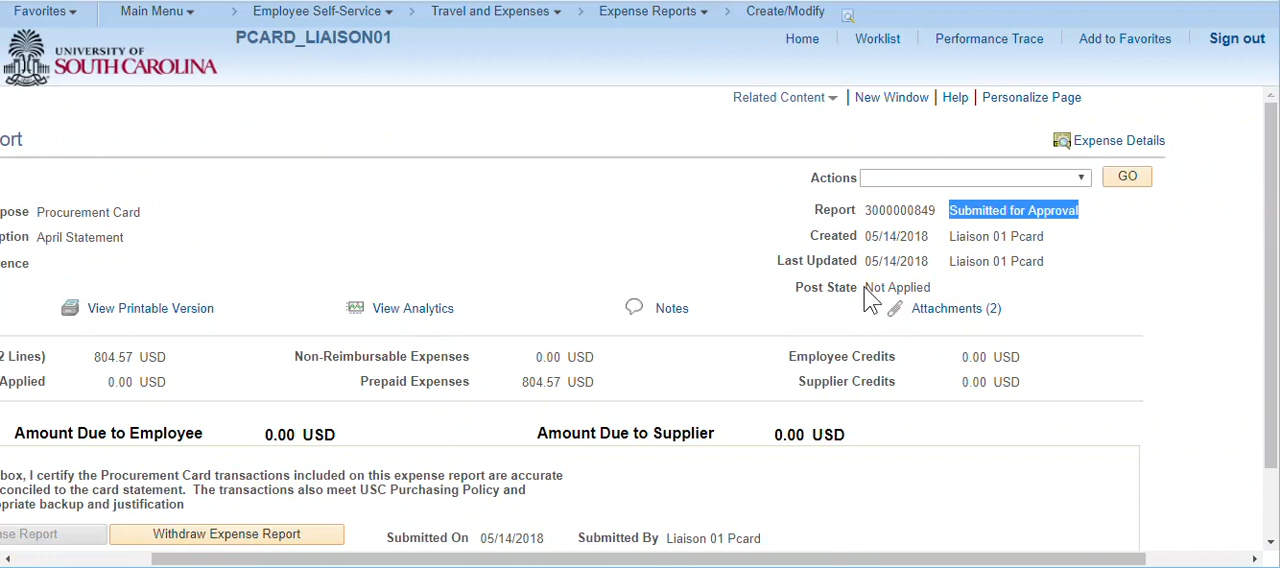 Favorites Main Menu > Employee Self-Service > Travel and Expenses > Expense Reports > Create/Modify
PCARD_LIAISON01
UNIVERSITY OF
SOUTH CAROLINA
Home Worklist Performance Trace Add to Favorites Sign out
Related Content New Window Help Personalize Page
ort
Expense Details
Actions GO
pose Procurement Card
Report 3000000849 Submitted for Approval
ption April Statement
Created 05/14/2018 Liaison 01 Pcard
rence
Last Updated 05/14/2018 Liaison 01 Pcard
Post State Not Applied
View Printable Version View Analytics Notes Attachments (2)
2 Lines) 804.57 USD Non-Reimbursable Expenses 0.00 USD Employee Credits 0.00 USD
Applied 0.00 USD Prepaid Expenses 804.57 USD Supplier Credits 0.00 USD
Amount Due to Employee 0.00 USD Amount Due to Supplier 0.00 USD
box, I certify the Procurement Card transactions included on this expense report are accurate
conciled to the card statement. The transactions also meet USC Purchasing Policy and
opriate backup and justification
nse Report Withdraw Expense Report Submitted On 05/14/2018 Submitted By Liaison 01 Pcard